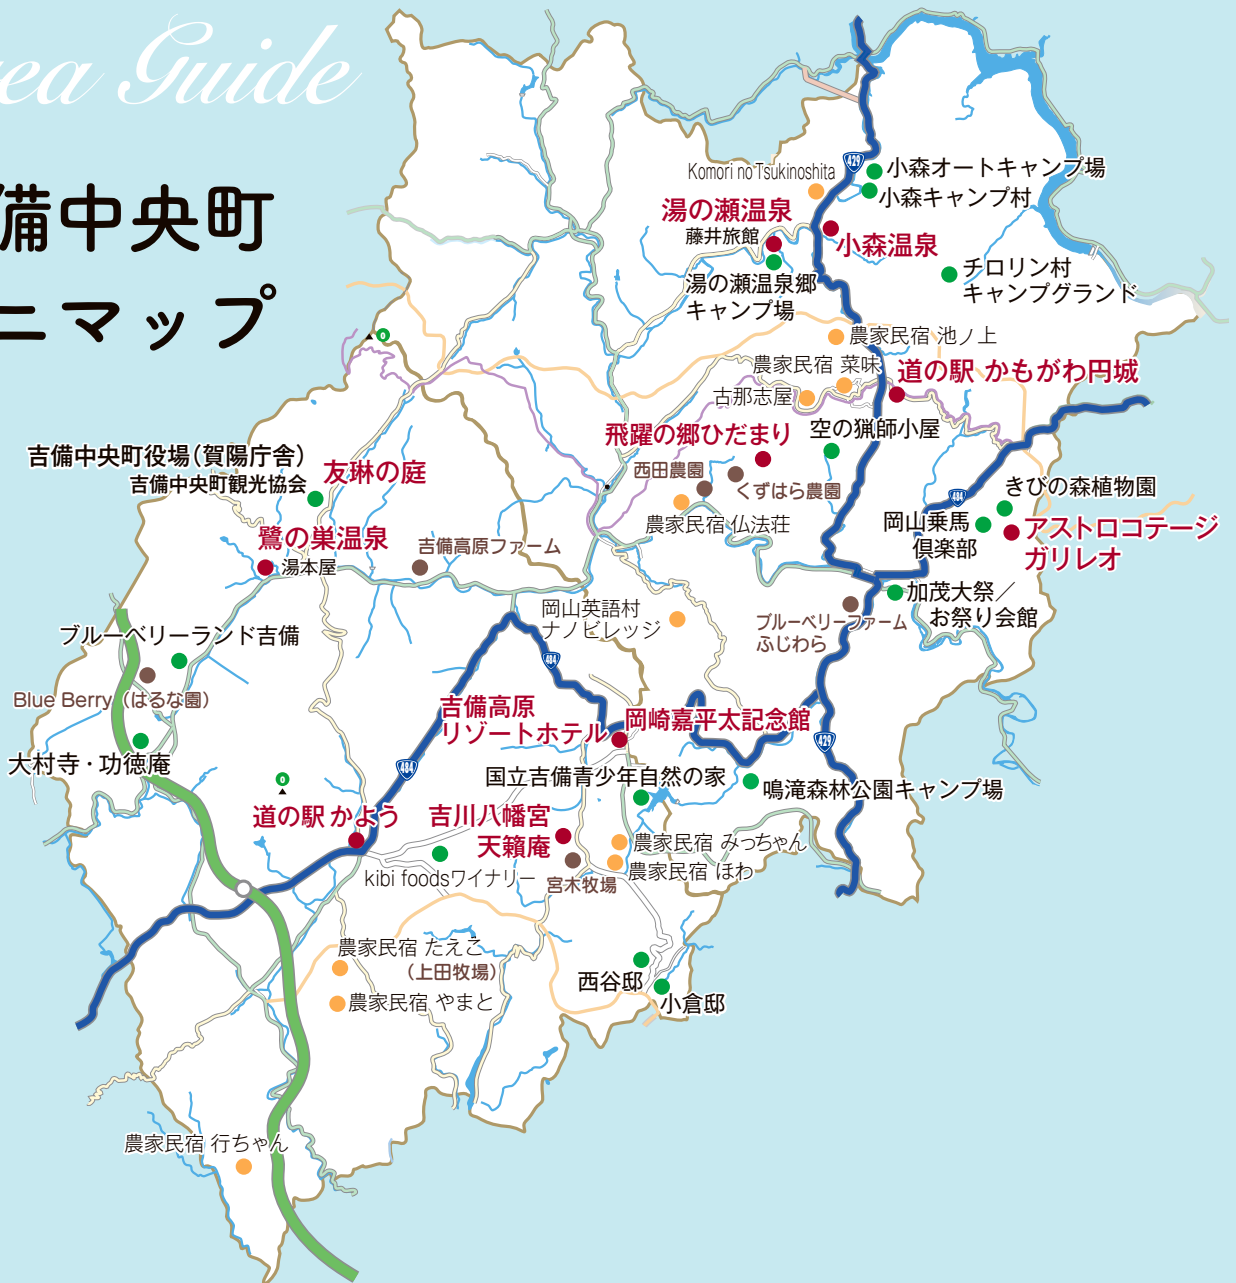 rea Guide
備中央町
ニマップ
Komori no Tsukinoshita
429
小森オートキャンプ場
小森キャンプ村
湯の瀬温泉
藤井旅館
小森温泉
湯の瀬温泉郷
キャンプ場
チロリン村
キャンプグランド
農家民宿 池ノ上
農家民宿 菜味
道の駅 かもがわ円城
古那志屋
飛躍の郷ひだまり
空の猟師小屋
吉備中央町役場(賀陽庁舎)
吉備中央町観光協会
友琳の庭
西田農園
くずはら農園
484
きびの森植物園
農家民宿 仏法荘
岡山乗馬
倶楽部
アストロコテージ
ガリレオ
鷺の巣温泉
湯本屋
吉備高原ファーム
加茂大祭/
お祭り会館
岡山英語村
ナノビレッジ
ブルーベリーファーム
ふじわら
ブルーベリーランド吉備
484
Blue Berry(はるな園)
吉備高原
リゾートホテル
岡崎嘉平太記念館
429
大村寺・功徳庵
484
国立吉備青少年自然の家
鳴滝森林公園キャンプ場
道の駅 かよう
吉川八幡宮
天籟庵
農家民宿 みっちゃん
農家民宿 ほわ
kibi foodsワイナリー
宮木牧場
農家民宿 たえこ
(上田牧場)
農家民宿 やまと
西谷邸
小倉邸
農家民宿 行ちゃん